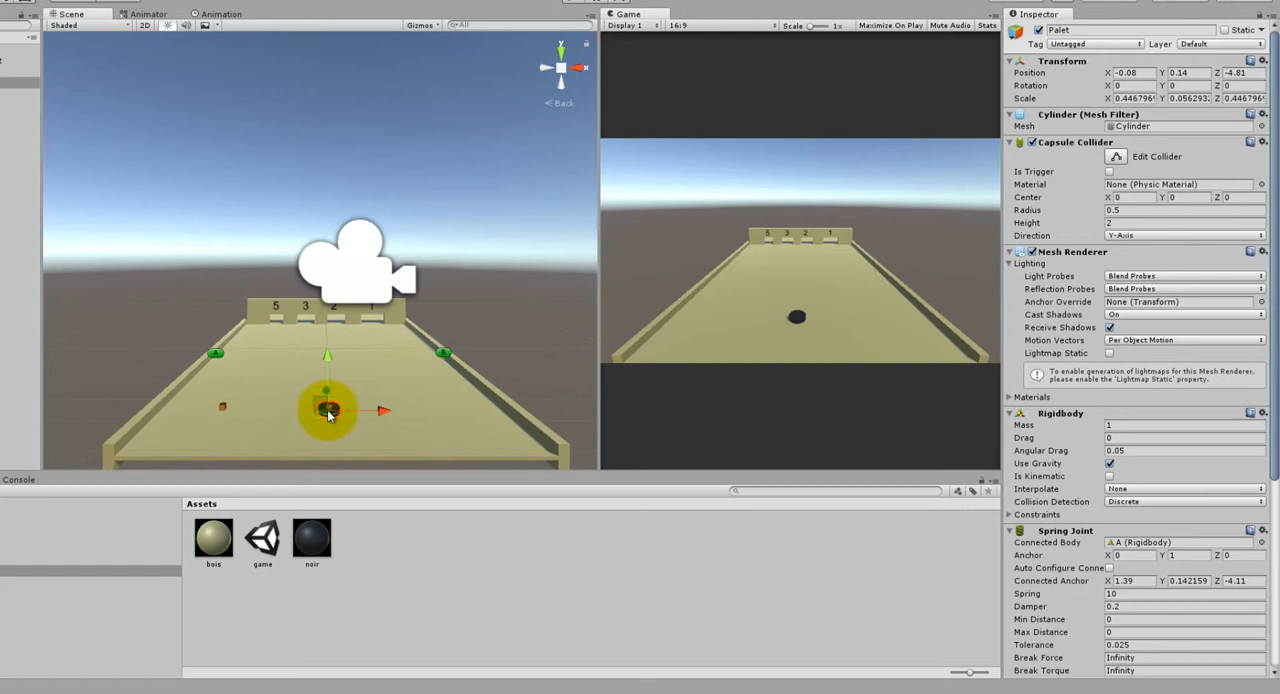 Scene Animator Animation
Shaded 2D Gizmos All
y
x
Back
5 3 2 1
A B
Game
Display 1 16:9 Scale 1x Maximize On Play Mute Audio Stats
5 3 2 1
Inspector
Palet Static
Tag Untagged Layer Default
Transform
Position X -0.08 Y 0.14 Z -4.81
Rotation X 0 Y 0 Z 0
Scale X 0.446796 Y 0.056293 Z 0.446796
Cylinder (Mesh Filter)
Mesh Cylinder
Capsule Collider
Edit Collider
Is Trigger
Material None (Physic Material)
Center X 0 Y 0 Z 0
Radius 0.5
Height 2
Direction Y-Axis
Mesh Renderer
Lighting
Light Probes Blend Probes
Reflection Probes Blend Probes
Anchor Override None (Transform)
Cast Shadows On
Receive Shadows
Motion Vectors Per Object Motion
Lightmap Static
To enable generation of lightmaps for this Mesh Renderer,
please enable the 'Lightmap Static' property.
Materials
Rigidbody
Mass 1
Drag 0
Angular Drag 0.05
Use Gravity
Is Kinematic
Interpolate None
Collision Detection Discrete
Constraints
Spring Joint
Connected Body A (Rigidbody)
Anchor X 0 Y 1 Z 0
Auto Configure Conne
Connected Anchor X 1.39 Y 0.142159 Z -4.11
Spring 10
Damper 0.2
Min Distance 0
Max Distance 0
Tolerance 0.025
Break Force Infinity
Break Torque Infinity
Console
Assets
bois game noir